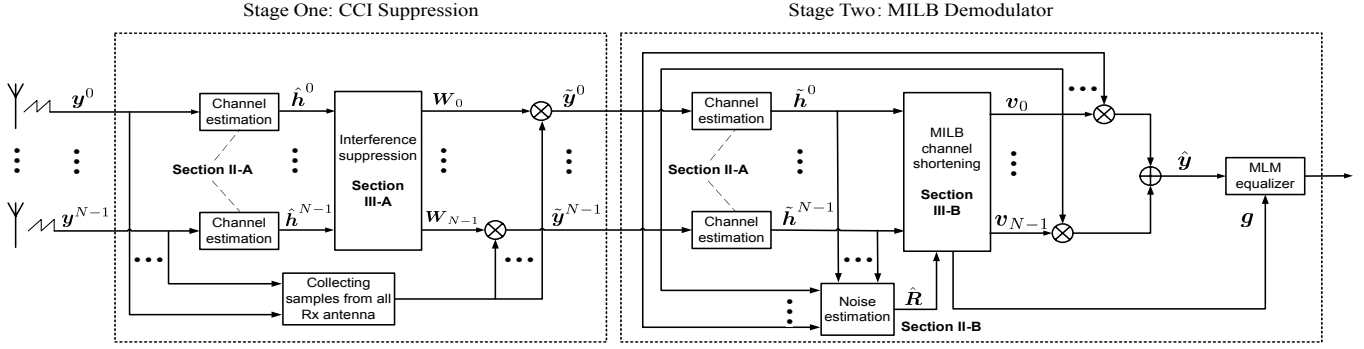 Stage One: CCI Suppression
Stage Two: MILB Demodulator
y^0
Channel estimation
ĥ^0
Interference suppression
Section III-A
W_0
ỹ^0
Section II-A
y^{N−1}
Channel estimation
ĥ^{N−1}
W_{N−1}
ỹ^{N−1}
Collecting samples from all Rx antenna
Channel estimation
h̃^0
MILB channel shortening
Section III-B
v_0
Section II-A
Channel estimation
h̃^{N−1}
v_{N−1}
ŷ
MLM equalizer
g
Noise estimation
R̂
Section II-B